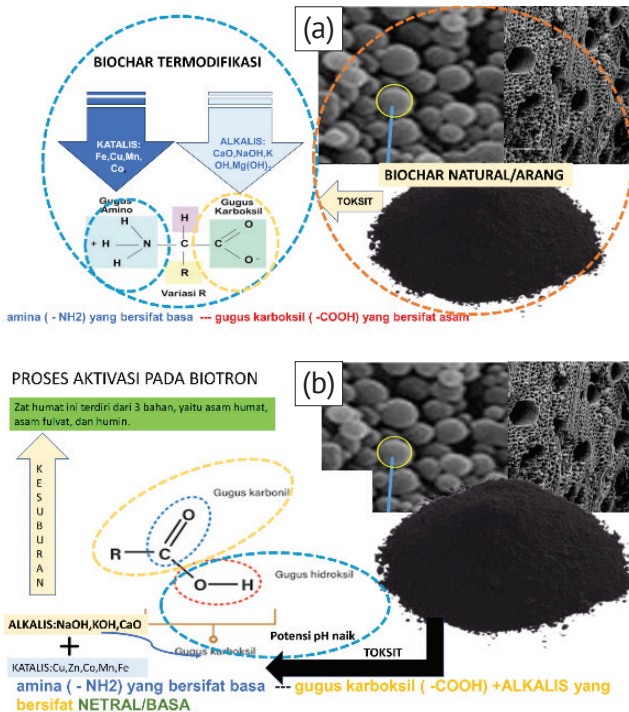 (a)
BIOCHAR TERMODIFIKASI
KATALIS:
Fe,Cu,Mn,
Co
ALKALIS:
CaO,NaOH,K
OH,Mg(OH)₂
BIOCHAR NATURAL/ARANG
TOKSIT
Gugus
Amino
Gugus
Karboksil
H
H
O
+ H
N
C
C
H
R
O-
Variasi R
amina ( - NH2) yang bersifat basa --- gugus karboksil ( -COOH) yang bersifat asam
(b)
PROSES AKTIVASI PADA BIOTRON
Zat humat ini terdiri dari 3 bahan, yaitu asam humat,
asam fulvat, dan humin.
KESUBURAN
Gugus karbonil
O
R
C
O
H
Gugus hidroksil
ALKALIS:NaOH,KOH,CaO
+
Potensi pH naik
Gugus karboksil
TOKSIT
KATALIS:Cu,Zn,Co,Mn,Fe
amina ( - NH2) yang bersifat basa --- gugus karboksil ( -COOH) +ALKALIS yang
bersifat NETRAL/BASA